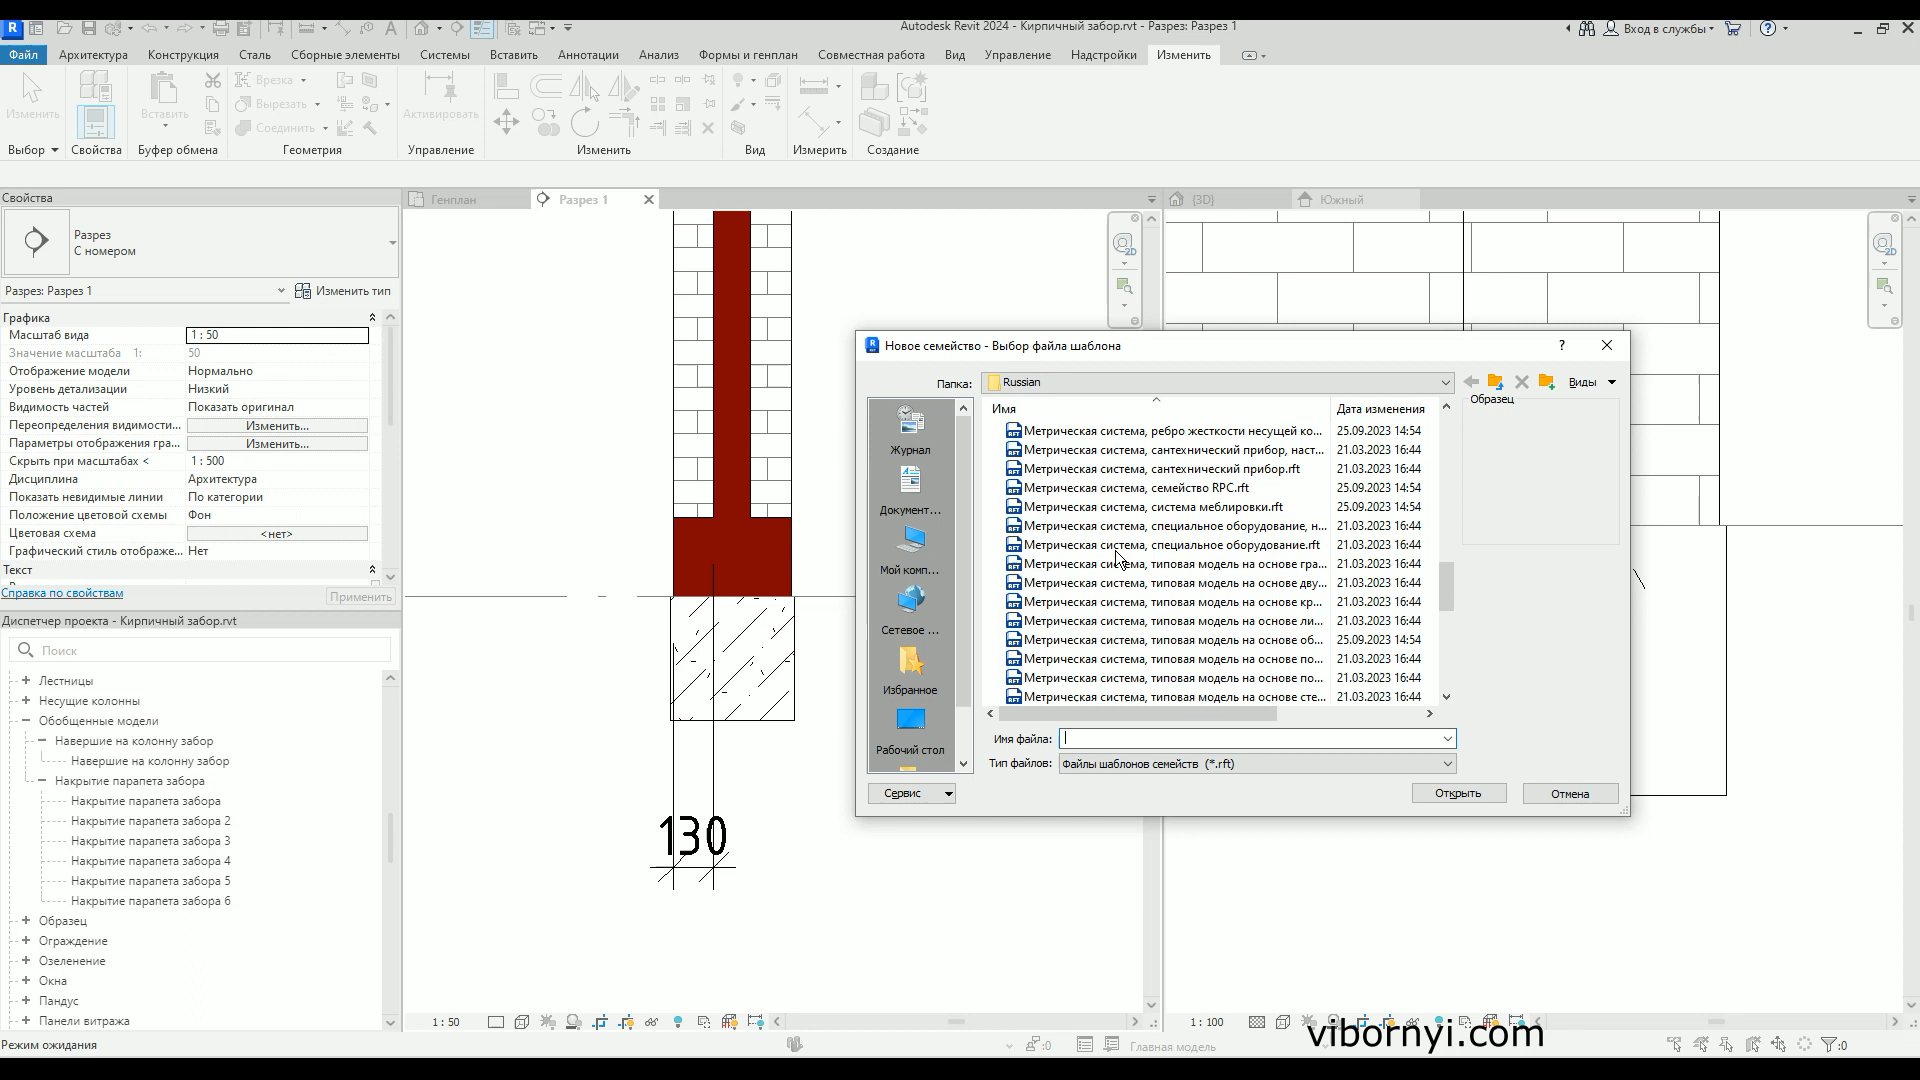 Autodesk Revit 2024 - Кирпичный забор.rvt - Разрез: Разрез 1
Вход в службы
Файл Архитектура Конструкция Сталь Сборные элементы Системы Вставить Аннотации Анализ Формы и генплан Совместная работа Вид Управление Надстройки Изменить
Изменить
Вставить
Врезка
Вырезать
Соединить
Активировать
Выбор Свойства Буфер обмена Геометрия Управление Изменить Вид Измерить Создание
Свойства
Разрез
С номером
Разрез: Разрез 1 Изменить тип
Графика
Масштаб вида 1 : 50
Значение масштаба 1: 50
Отображение модели Нормально
Уровень детализации Низкий
Видимость частей Показать оригинал
Переопределения видимости... Изменить...
Параметры отображения гра... Изменить...
Скрыть при масштабах < 1 : 500
Дисциплина Архитектура
Показать невидимые линии По категории
Положение цветовой схемы Фон
Цветовая схема <нет>
Графический стиль отображе... Нет
Текст
Справка по свойствам Применить
Диспетчер проекта - Кирпичный забор.rvt
Поиск
Лестницы
Несущие колонны
Обобщенные модели
Навершие на колонну забор
Навершие на колонну забор
Накрытие парапета забора
Накрытие парапета забора
Накрытие парапета забора 2
Накрытие парапета забора 3
Накрытие парапета забора 4
Накрытие парапета забора 5
Накрытие парапета забора 6
Образец
Ограждение
Озеленение
Окна
Пандус
Панели витража
Режим ожидания
Генплан Разрез 1
{3D} Южный
2D
2D
130
Новое семейство - Выбор файла шаблона
?
Папка: Russian Виды
Образец
Журнал
Документ...
Мой комп...
Сетевое ...
Избранное
Рабочий стол
Имя Дата изменения
Метрическая система, ребро жесткости несущей ко... 25.09.2023 14:54
Метрическая система, сантехнический прибор, наст... 21.03.2023 16:44
Метрическая система, сантехнический прибор.rft 21.03.2023 16:44
Метрическая система, семейство RPC.rft 25.09.2023 14:54
Метрическая система, система меблировки.rft 25.09.2023 14:54
Метрическая система, специальное оборудование, н... 21.03.2023 16:44
Метрическая система, специальное оборудование.rft 21.03.2023 16:44
Метрическая система, типовая модель на основе гра... 21.03.2023 16:44
Метрическая система, типовая модель на основе дву... 21.03.2023 16:44
Метрическая система, типовая модель на основе кр... 21.03.2023 16:44
Метрическая система, типовая модель на основе ли... 21.03.2023 16:44
Метрическая система, типовая модель на основе об... 25.09.2023 14:54
Метрическая система, типовая модель на основе по... 21.03.2023 16:44
Метрическая система, типовая модель на основе по... 21.03.2023 16:44
Метрическая система, типовая модель на основе сте... 21.03.2023 16:44
Имя файла:
Тип файлов: Файлы шаблонов семейств (*.rft)
Сервис Открыть Отмена
1 : 50
1 : 100
:0 Главная модель
:0
vibornyi.com